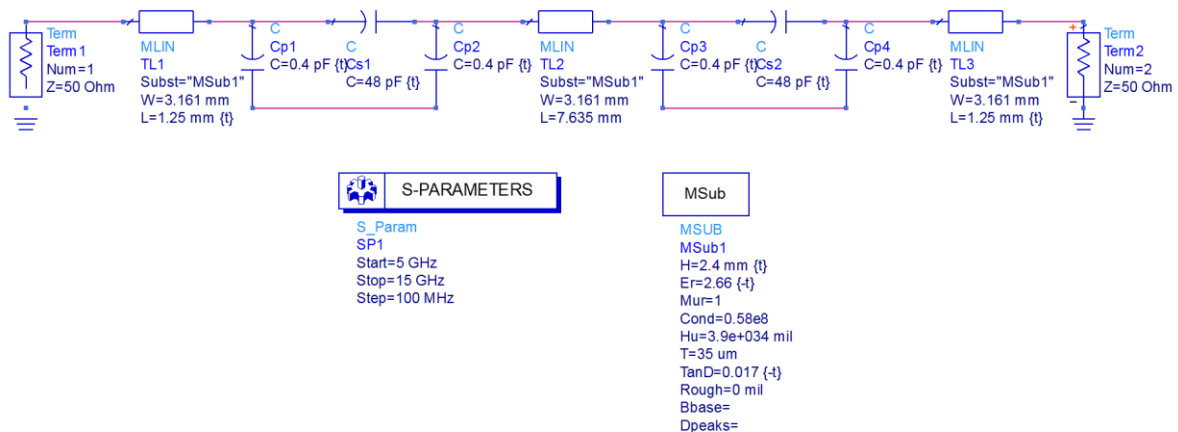 Term
Term1
Num=1
Z=50 Ohm
MLIN
TL1
Subst="MSub1"
W=3.161 mm
L=1.25 mm {t}
C
Cp1
C=0.4 pF {t}
C
Cs1
C=48 pF {t}
C
Cp2
C=0.4 pF {t}
MLIN
TL2
Subst="MSub1"
W=3.161 mm
L=7.635 mm
C
Cp3
C=0.4 pF {t}
C
Cs2
C=48 pF {t}
C
Cp4
C=0.4 pF {t}
MLIN
TL3
Subst="MSub1"
W=3.161 mm
L=1.25 mm {t}
+
-
Term
Term2
Num=2
Z=50 Ohm
S-PARAMETERS
S_Param
SP1
Start=5 GHz
Stop=15 GHz
Step=100 MHz
MSub
MSUB
MSub1
H=2.4 mm {t}
Er=2.66 {-t}
Mur=1
Cond=0.58e8
Hu=3.9e+034 mil
T=35 um
TanD=0.017 {-t}
Rough=0 mil
Bbase=
Dpeaks=